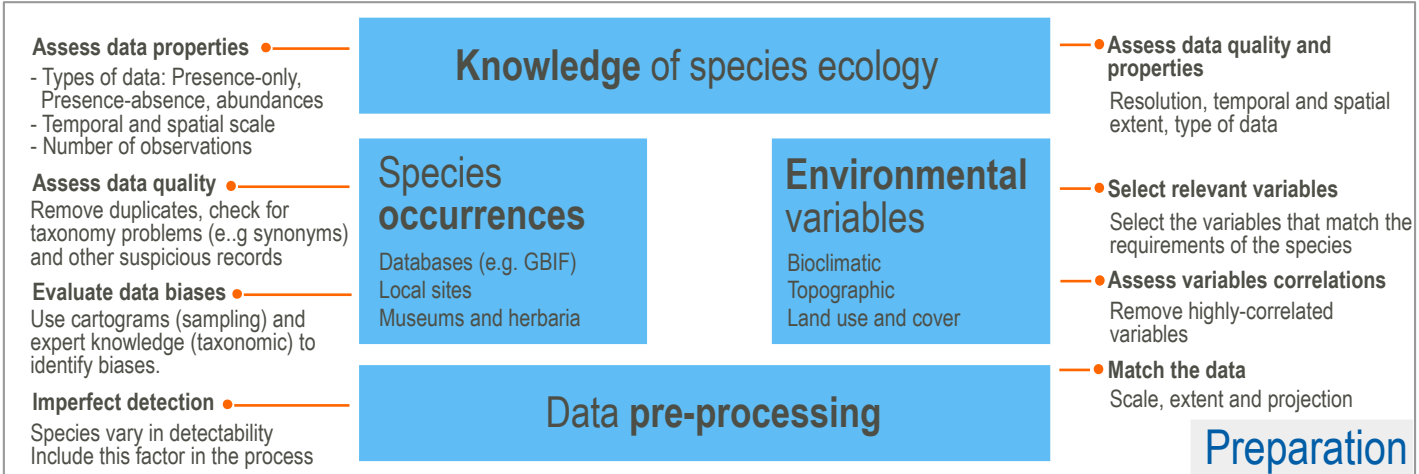 Assess data properties
- Types of data: Presence-only,
Presence-absence, abundances
- Temporal and spatial scale
- Number of observations
Assess data quality
Remove duplicates, check for
taxonomy problems (e..g synonyms)
and other suspicious records
Evaluate data biases
Use cartograms (sampling) and
expert knowledge (taxonomic) to
identify biases.
Imperfect detection
Species vary in detectability
Include this factor in the process
Knowledge of species ecology
Species
occurrences
Databases (e.g. GBIF)
Local sites
Museums and herbaria
Environmental
variables
Bioclimatic
Topographic
Land use and cover
Data pre-processing
Assess data quality and
properties
Resolution, temporal and spatial
extent, type of data
Select relevant variables
Select the variables that match the
requirements of the species
Assess variables correlations
Remove highly-correlated
variables
Match the data
Scale, extent and projection
Preparation